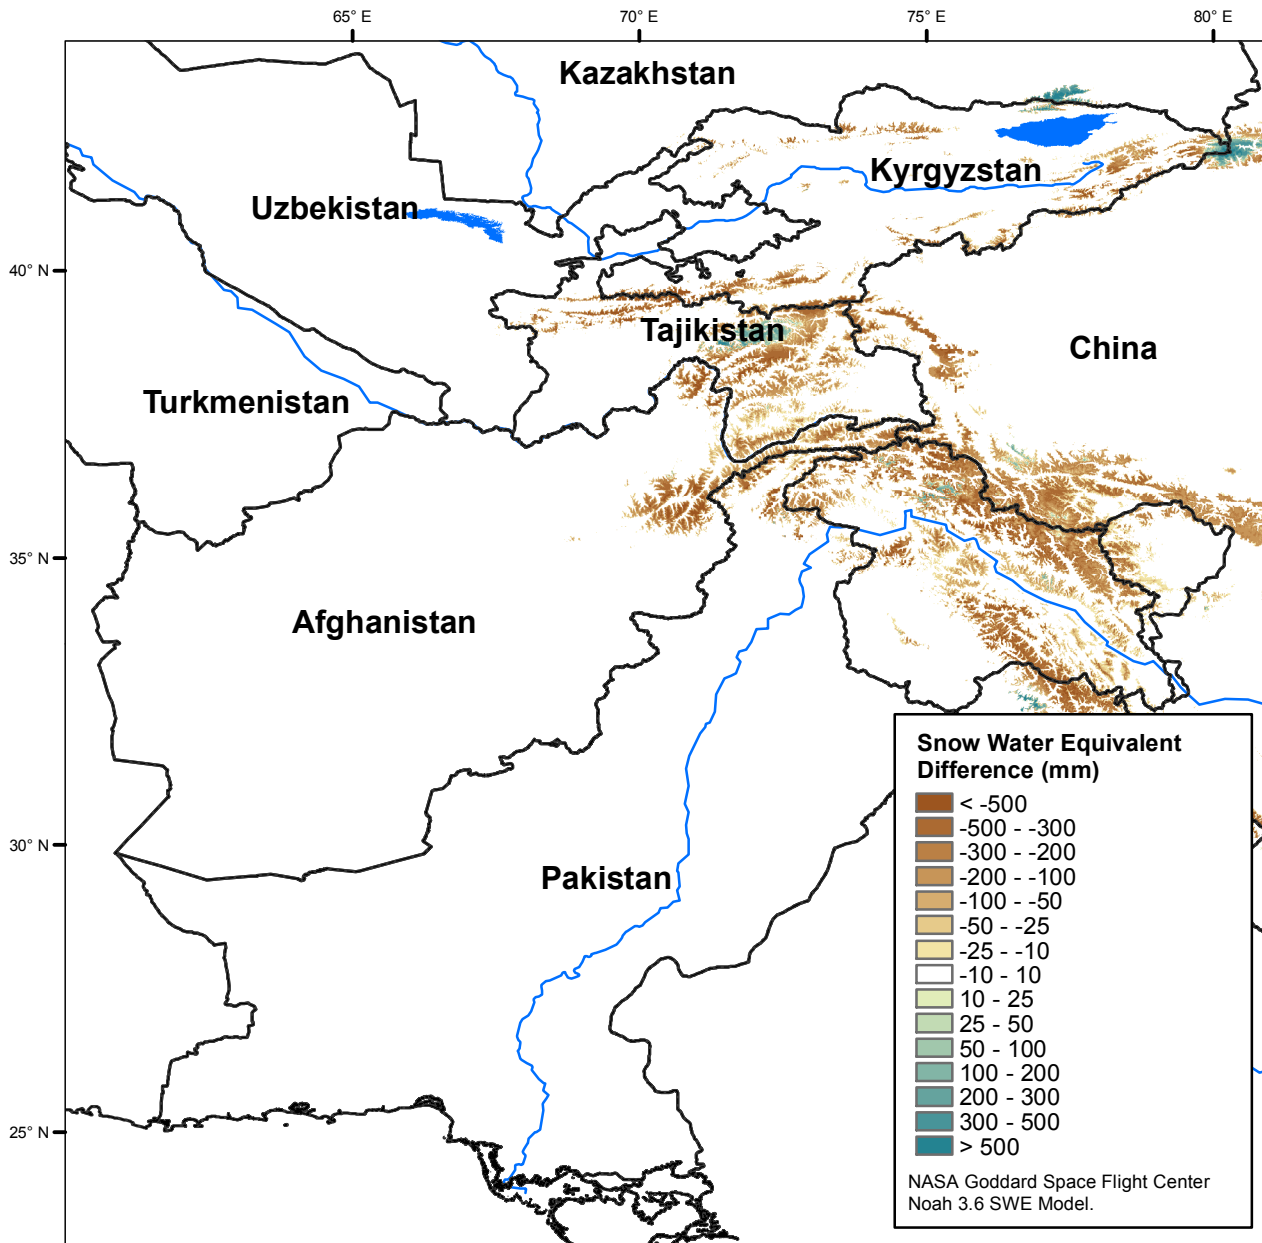 65° E
70° E
75° E
80° E
Kazakhstan
Kyrgyzstan
Uzbekistan
40° N
Tajikistan
China
Turkmenistan
35° N
Afghanistan
30° N
Pakistan
25° N
Snow Water Equivalent
Difference (mm)
< -500
-500 - -300
-300 - -200
-200 - -100
-100 - -50
-50 - -25
-25 - -10
-10 - 10
10 - 25
25 - 50
50 - 100
100 - 200
200 - 300
300 - 500
> 500
NASA Goddard Space Flight Center
Noah 3.6 SWE Model.